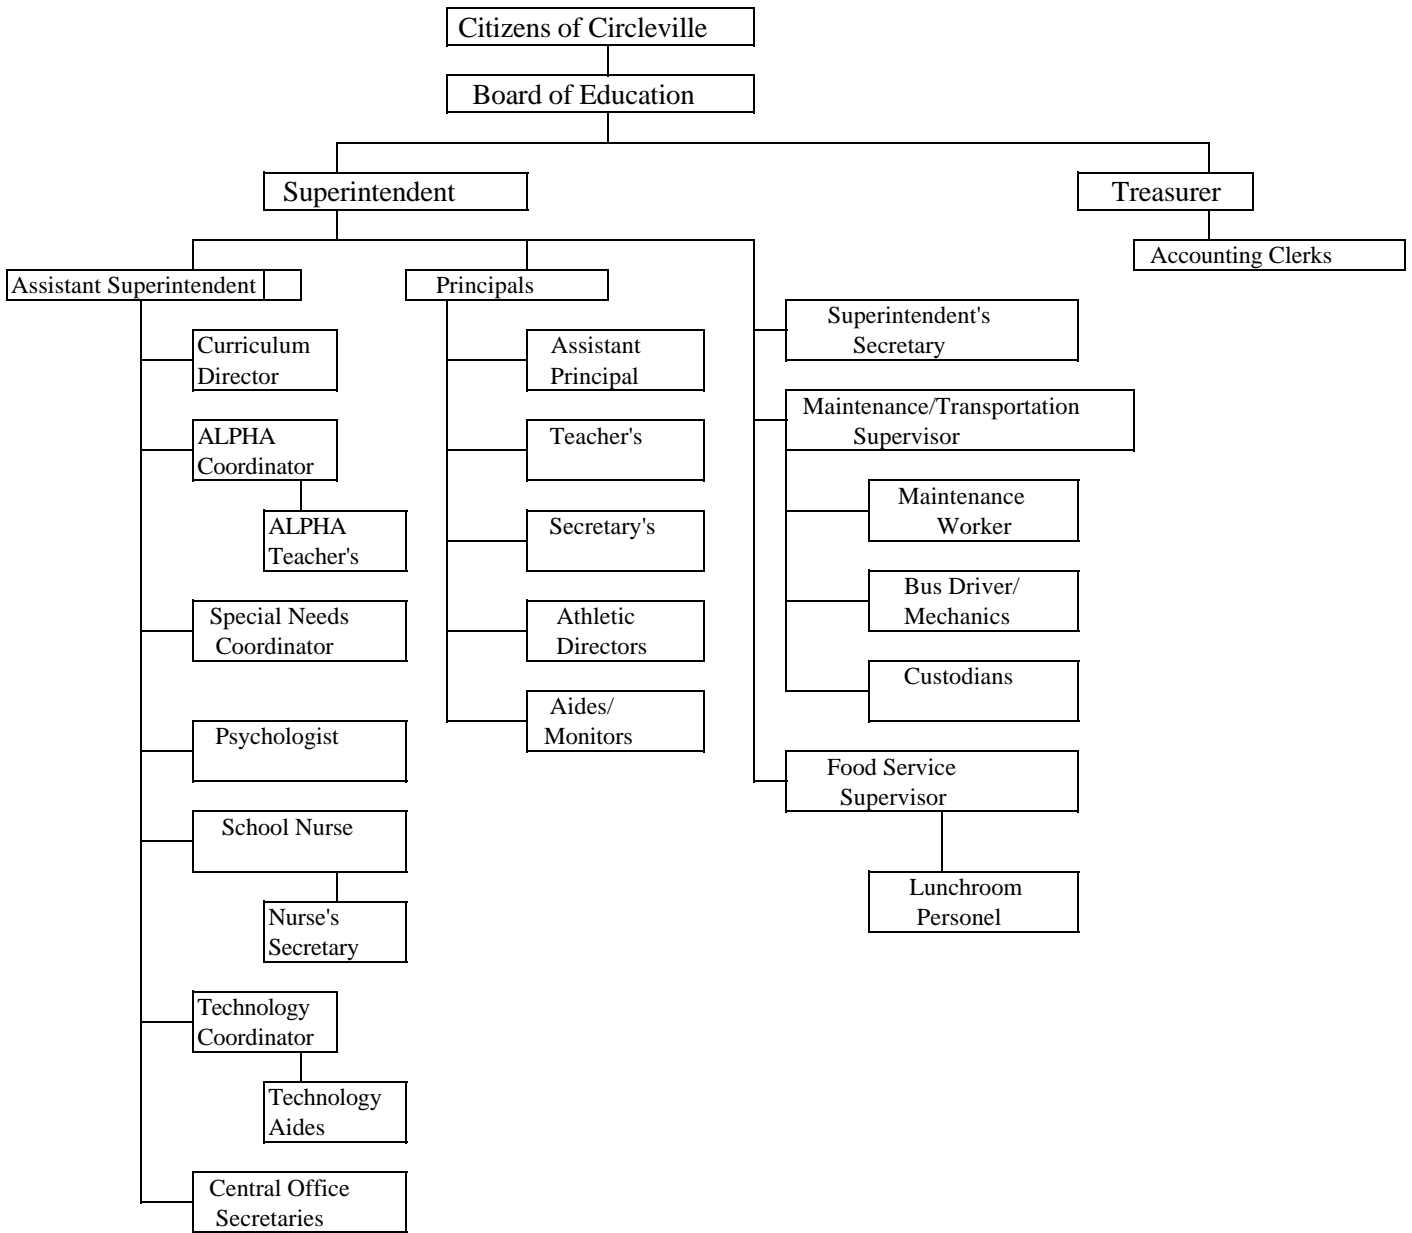 Citizens of Circleville
Board of Education
Superintendent
Treasurer
Accounting Clerks
Assistant Superintendent
Principals
Superintendent's
Secretary
Curriculum
Director
Assistant
Principal
Maintenance/Transportation
Supervisor
ALPHA
Coordinator
Teacher's
Maintenance
Worker
ALPHA
Teacher's
Secretary's
Bus Driver/
Mechanics
Special Needs
Coordinator
Athletic
Directors
Custodians
Psychologist
Aides/
Monitors
Food Service
Supervisor
School Nurse
Lunchroom
Personel
Nurse's
Secretary
Technology
Coordinator
Technology
Aides
Central Office
Secretaries